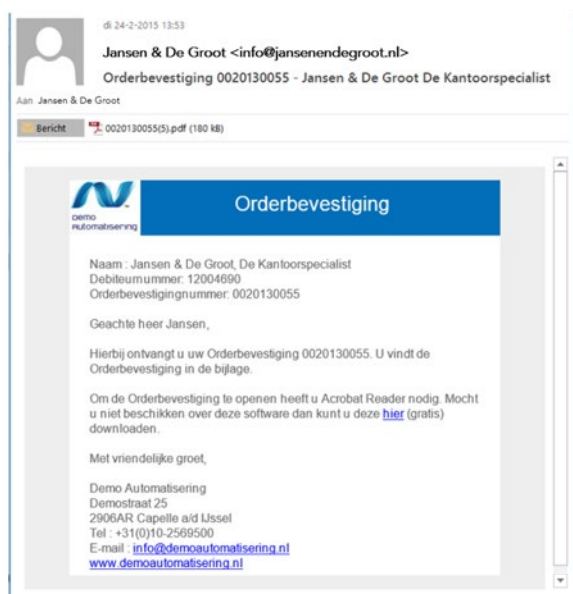 di 24-2-2015 13:53
Jansen & De Groot <info@jansenendegroot.nl>
Orderbevestiging 0020130055 - Jansen & De Groot De Kantoorspecialist
Aan Jansen & De Groot
Bericht 0020130055(5).pdf (180 kB)
Demo
Automatisering
Orderbevestiging
Naam : Jansen & De Groot, De Kantoorspecialist
Debiteurnummer: 12004690
Orderbevestigingnummer: 0020130055
Geachte heer Jansen,
Hierbij ontvangt u uw Orderbevestiging 0020130055. U vindt de
Orderbevestiging in de bijlage.
Om de Orderbevestiging te openen heeft u Acrobat Reader nodig. Mocht
u niet beschikken over deze software dan kunt u deze hier (gratis)
downloaden.
Met vriendelijke groet,
Demo Automatisering
Demostraat 25
2906AR Capelle a/d IJssel
Tel : +31(0)10-2569500
E-mail : info@demoautomatisering.nl
www.demoautomatisering.nl